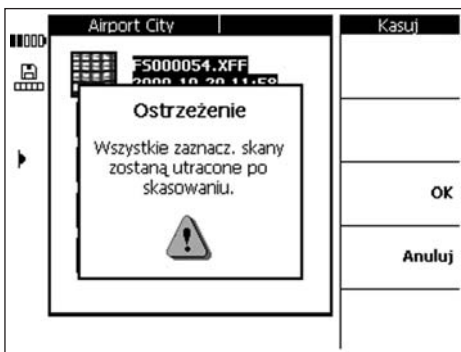 Airport City
Kasuj
FS000054.XFF
Ostrzeżenie
Wszystkie zaznacz. skany
zostaną utracone po
skasowaniu.
OK
Anuluj